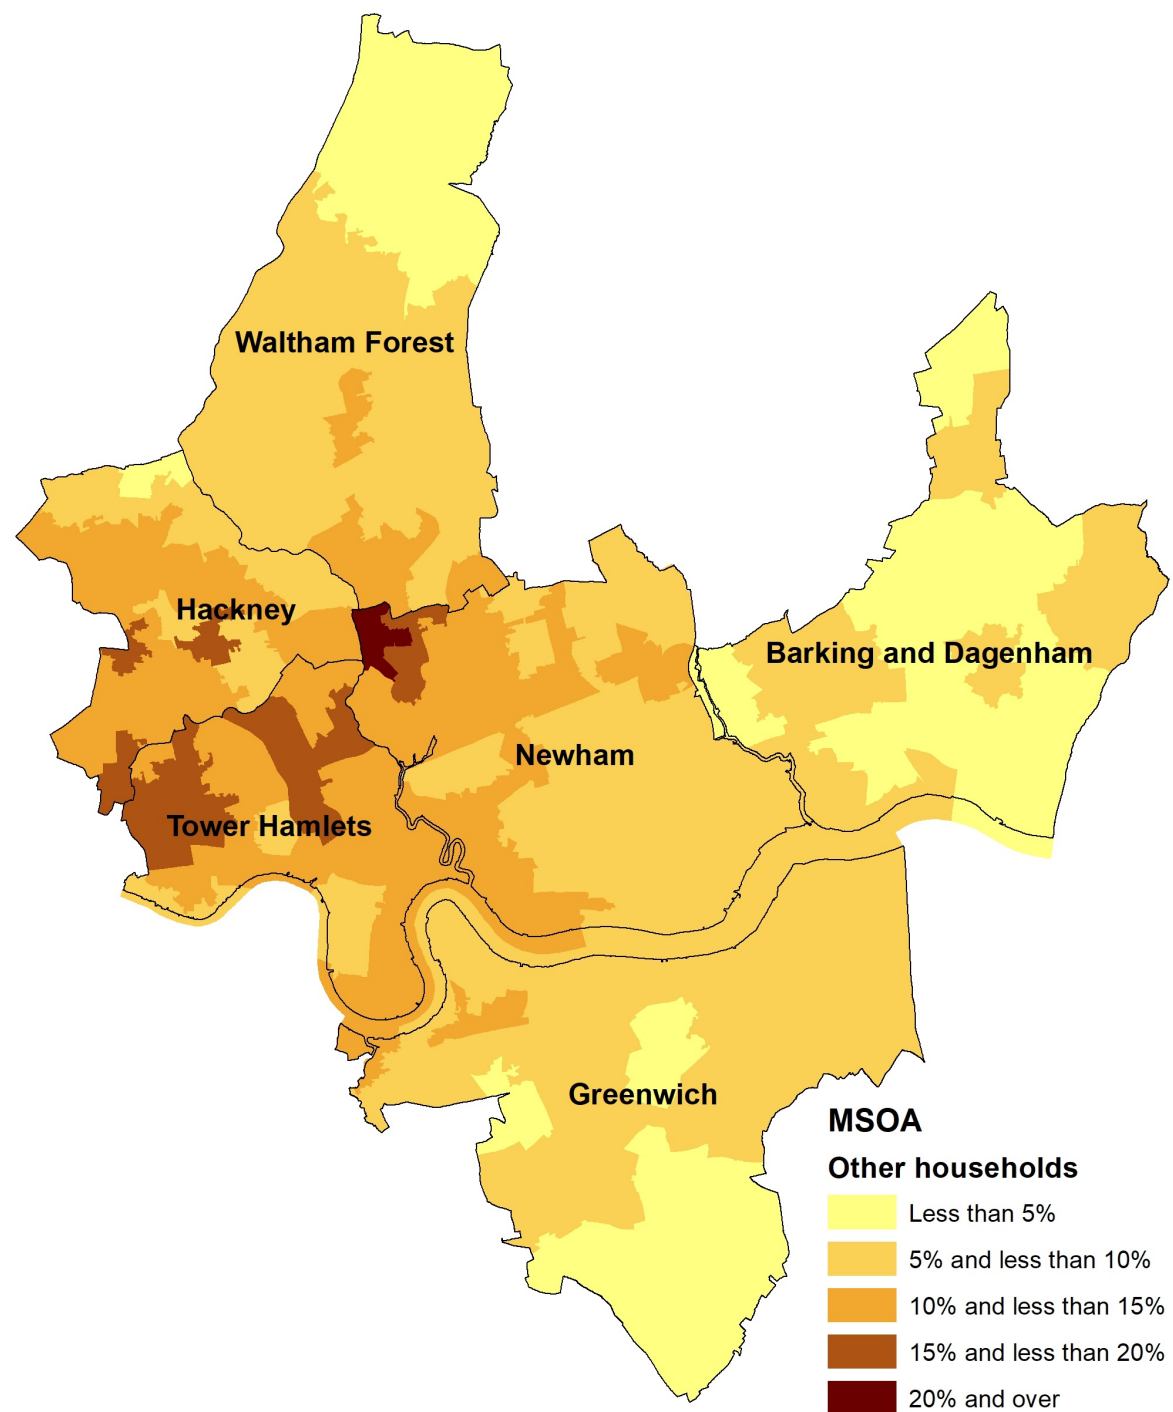 Waltham Forest
Hackney
Barking and Dagenham
Newham
Tower Hamlets
Greenwich
MSOA
Other households
Less than 5%
5% and less than 10%
10% and less than 15%
15% and less than 20%
20% and over